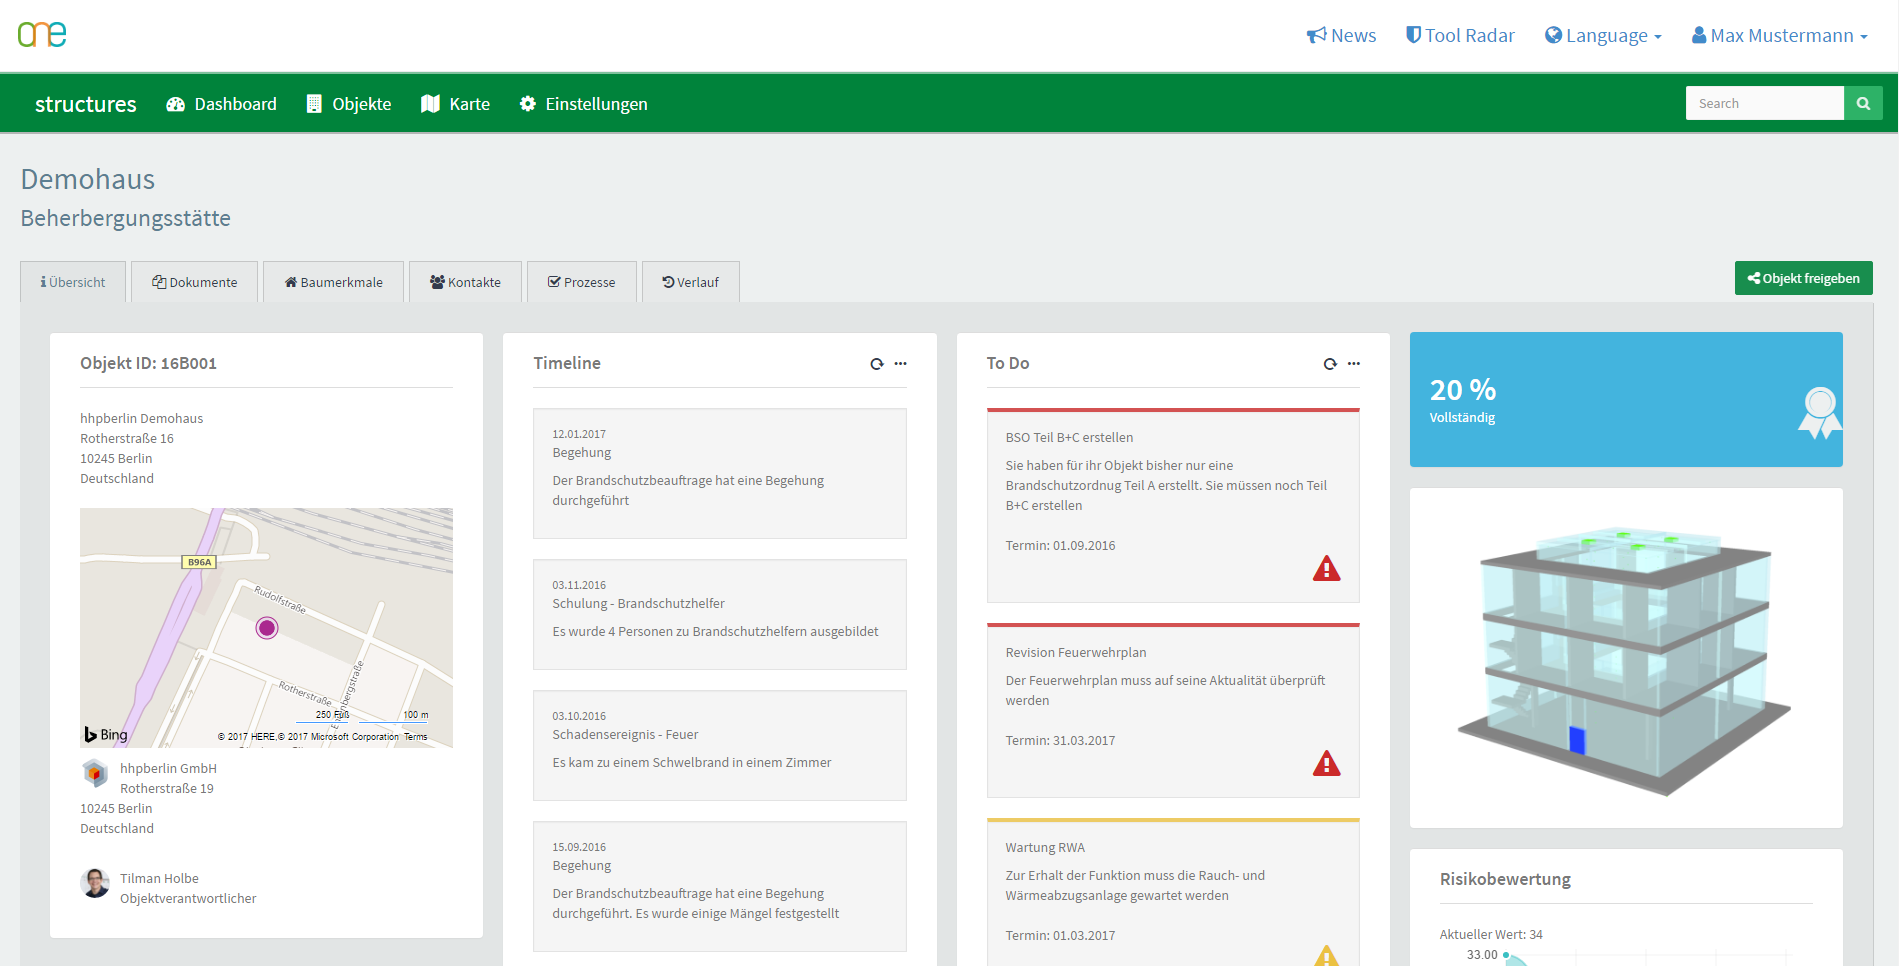 one
News
Tool Radar
Language
Max Mustermann
structures
Dashboard
Objekte
Karte
Einstellungen
Search
Demohaus
Beherbergungsstätte
Übersicht
Dokumente
Baumerkmale
Kontakte
Prozesse
Verlauf
Objekt freigeben
Objekt ID: 16B001
hhpberlin Demohaus
Rotherstraße 16
10245 Berlin
Deutschland
B96A
Rudolfstraße
Rotherstraße
250 Fuß
100 m
Bing
© 2017 HERE,© 2017 Microsoft Corporation Terms
hhpberlin GmbH
Rotherstraße 19
10245 Berlin
Deutschland
Tilman Holbe
Objektverantwortlicher
Timeline
12.01.2017
Begehung
Der Brandschutzbeauftrage hat eine Begehung
durchgeführt
03.11.2016
Schulung - Brandschutzhelfer
Es wurde 4 Personen zu Brandschutzhelfern ausgebildet
03.10.2016
Schadensereignis - Feuer
Es kam zu einem Schwelbrand in einem Zimmer
15.09.2016
Begehung
Der Brandschutzbeauftrage hat eine Begehung
durchgeführt. Es wurde einige Mängel festgestellt
To Do
BSO Teil B+C erstellen
Sie haben für ihr Objekt bisher nur eine
Brandschutzordnug Teil A erstellt. Sie müssen noch Teil
B+C erstellen
Termin: 01.09.2016
Revision Feuerwehrplan
Der Feuerwehrplan muss auf seine Aktualität überprüft
werden
Termin: 31.03.2017
Wartung RWA
Zur Erhalt der Funktion muss die Rauch- und
Wärmeabzugsanlage gewartet werden
Termin: 01.03.2017
20 %
Vollständig
Risikobewertung
Aktueller Wert: 34
33.00